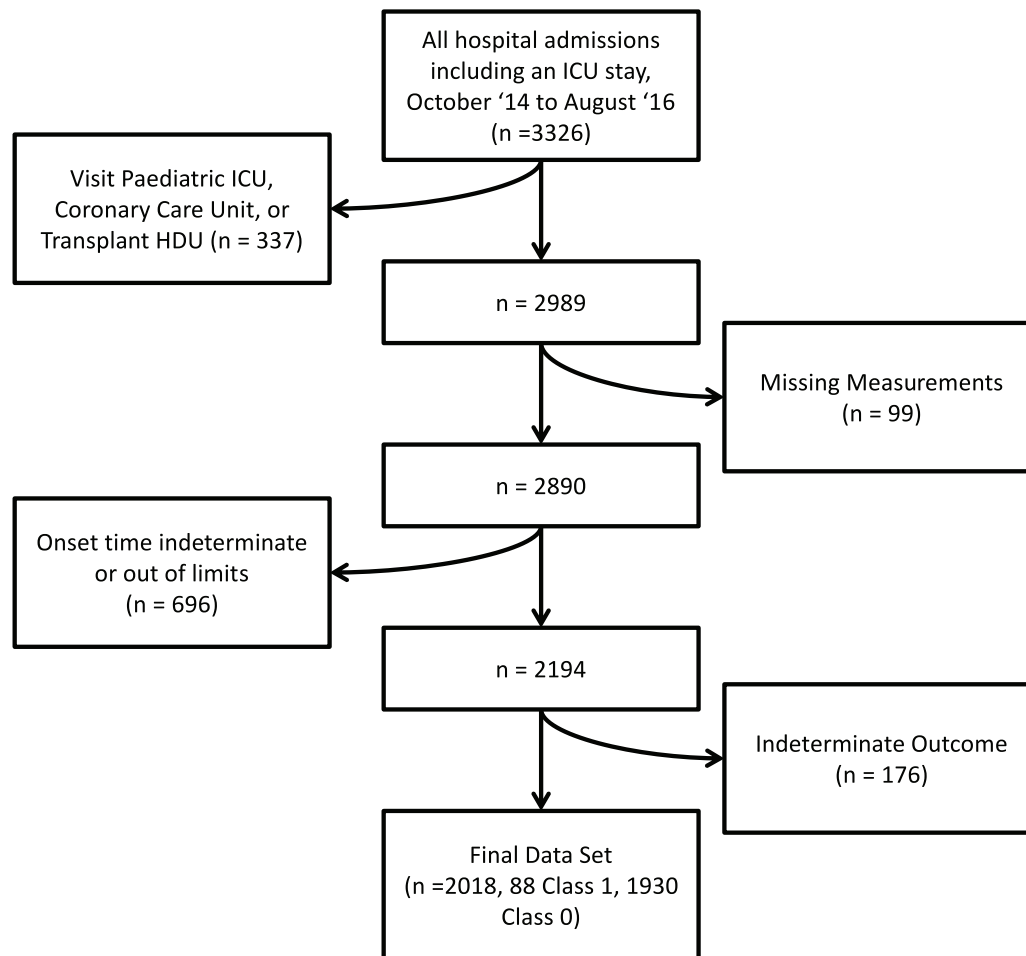 All hospital admissions
including an ICU stay,
October ‘14 to August ‘16
(n =3326)
Visit Paediatric ICU,
Coronary Care Unit, or
Transplant HDU (n = 337)
n = 2989
Missing Measurements
(n = 99)
n = 2890
Onset time indeterminate
or out of limits
(n = 696)
n = 2194
Indeterminate Outcome
(n = 176)
Final Data Set
(n =2018, 88 Class 1, 1930
Class 0)